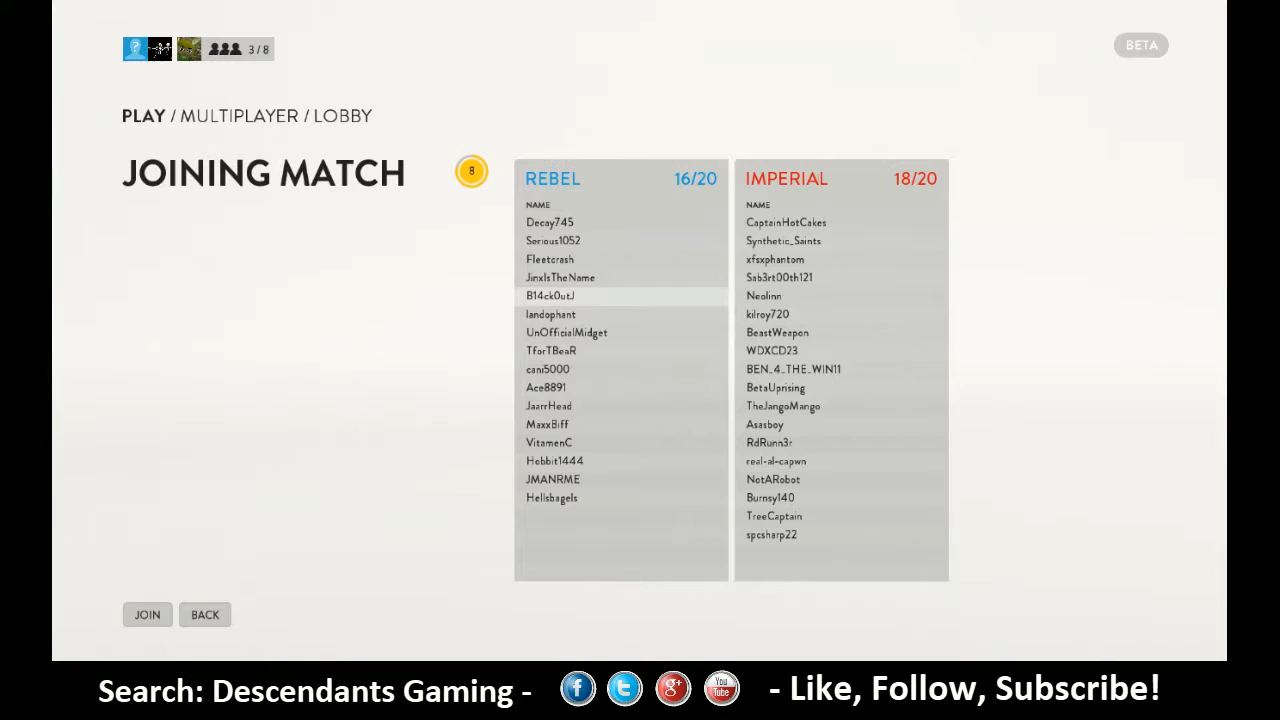 3/8
BETA
PLAY / MULTIPLAYER / LOBBY
JOINING MATCH
8
REBEL 16/20
NAME
Decay745
Serious1052
Fleetcrash
JinxIsTheName
B14ck0utJ
landophant
UnOfficialMidget
TforTBeaR
cani5000
Ace8891
JaarrHead
MaxxBiff
VitamenC
Hobbit1444
JMANRME
Hellsbagels
IMPERIAL 18/20
NAME
CaptainHotCakes
Synthetic_Saints
xfsxphantom
Sab3rt00th121
Neolinn
kilroy720
BeastWeapon
WDXCD23
BEN_4_THE_WIN11
BetaUprising
TheJangoMango
Asasboy
RdRunn3r
real-al-capwn
NotARobot
Burnsy140
TreeCaptain
spcsharp22
JOIN BACK
Search: Descendants Gaming - f t g+ You Tube - Like, Follow, Subscribe!